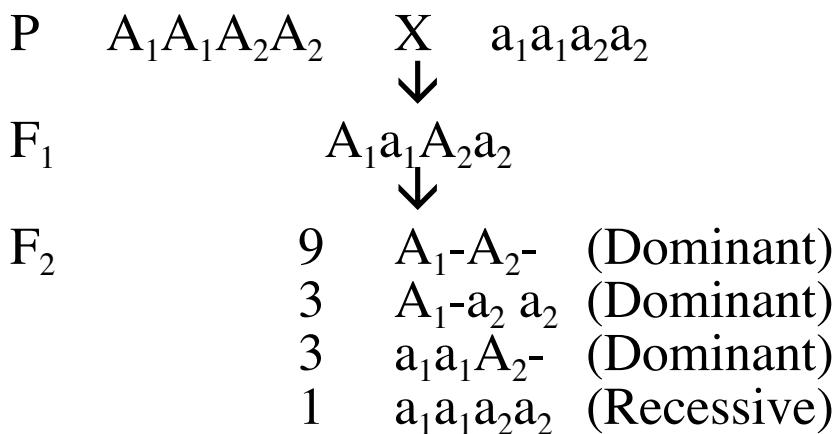 P A₁A₁A₂A₂ X a₁a₁a₂a₂
F₁ A₁a₁A₂a₂
F₂ 9 A₁-A₂- (Dominant)
3 A₁-a₂ a₂ (Dominant)
3 a₁a₁A₂- (Dominant)
1 a₁a₁a₂a₂ (Recessive)